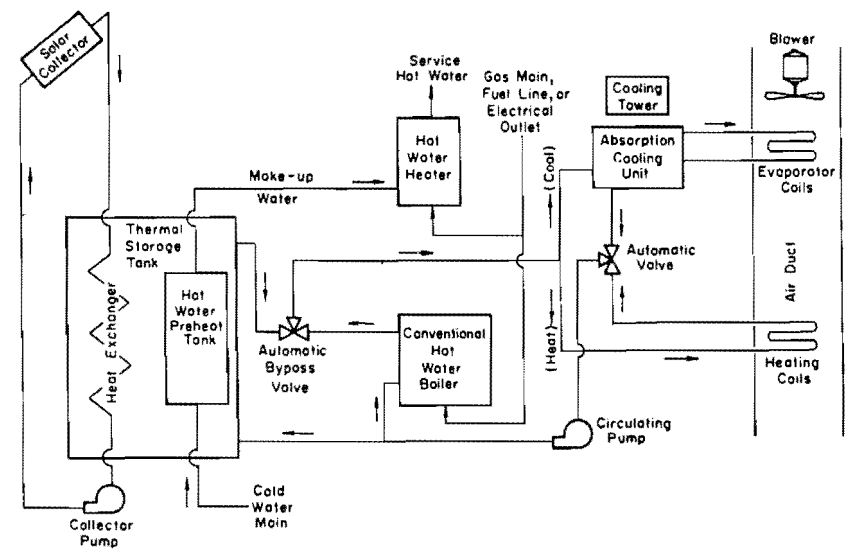 Solar
Collector
Service
Hot Water
Gas Main,
Fuel Line, or
Electrical
Outlet
Blower
Cooling
Tower
Hot
Water
Heater
Absorption
Cooling
Unit
(Cool)
Evaporator
Coils
Make-up
Water
Thermal
Storage
Tank
Automatic
Valve
Air Duct
Hot
Water
Preheat
Tank
Heat Exchanger
Automatic
Bypass
Valve
Conventional
Hot
Water
Boiler
(Heat)
Heating
Coils
Circulating
Pump
Cold
Water
Main
Collector
Pump